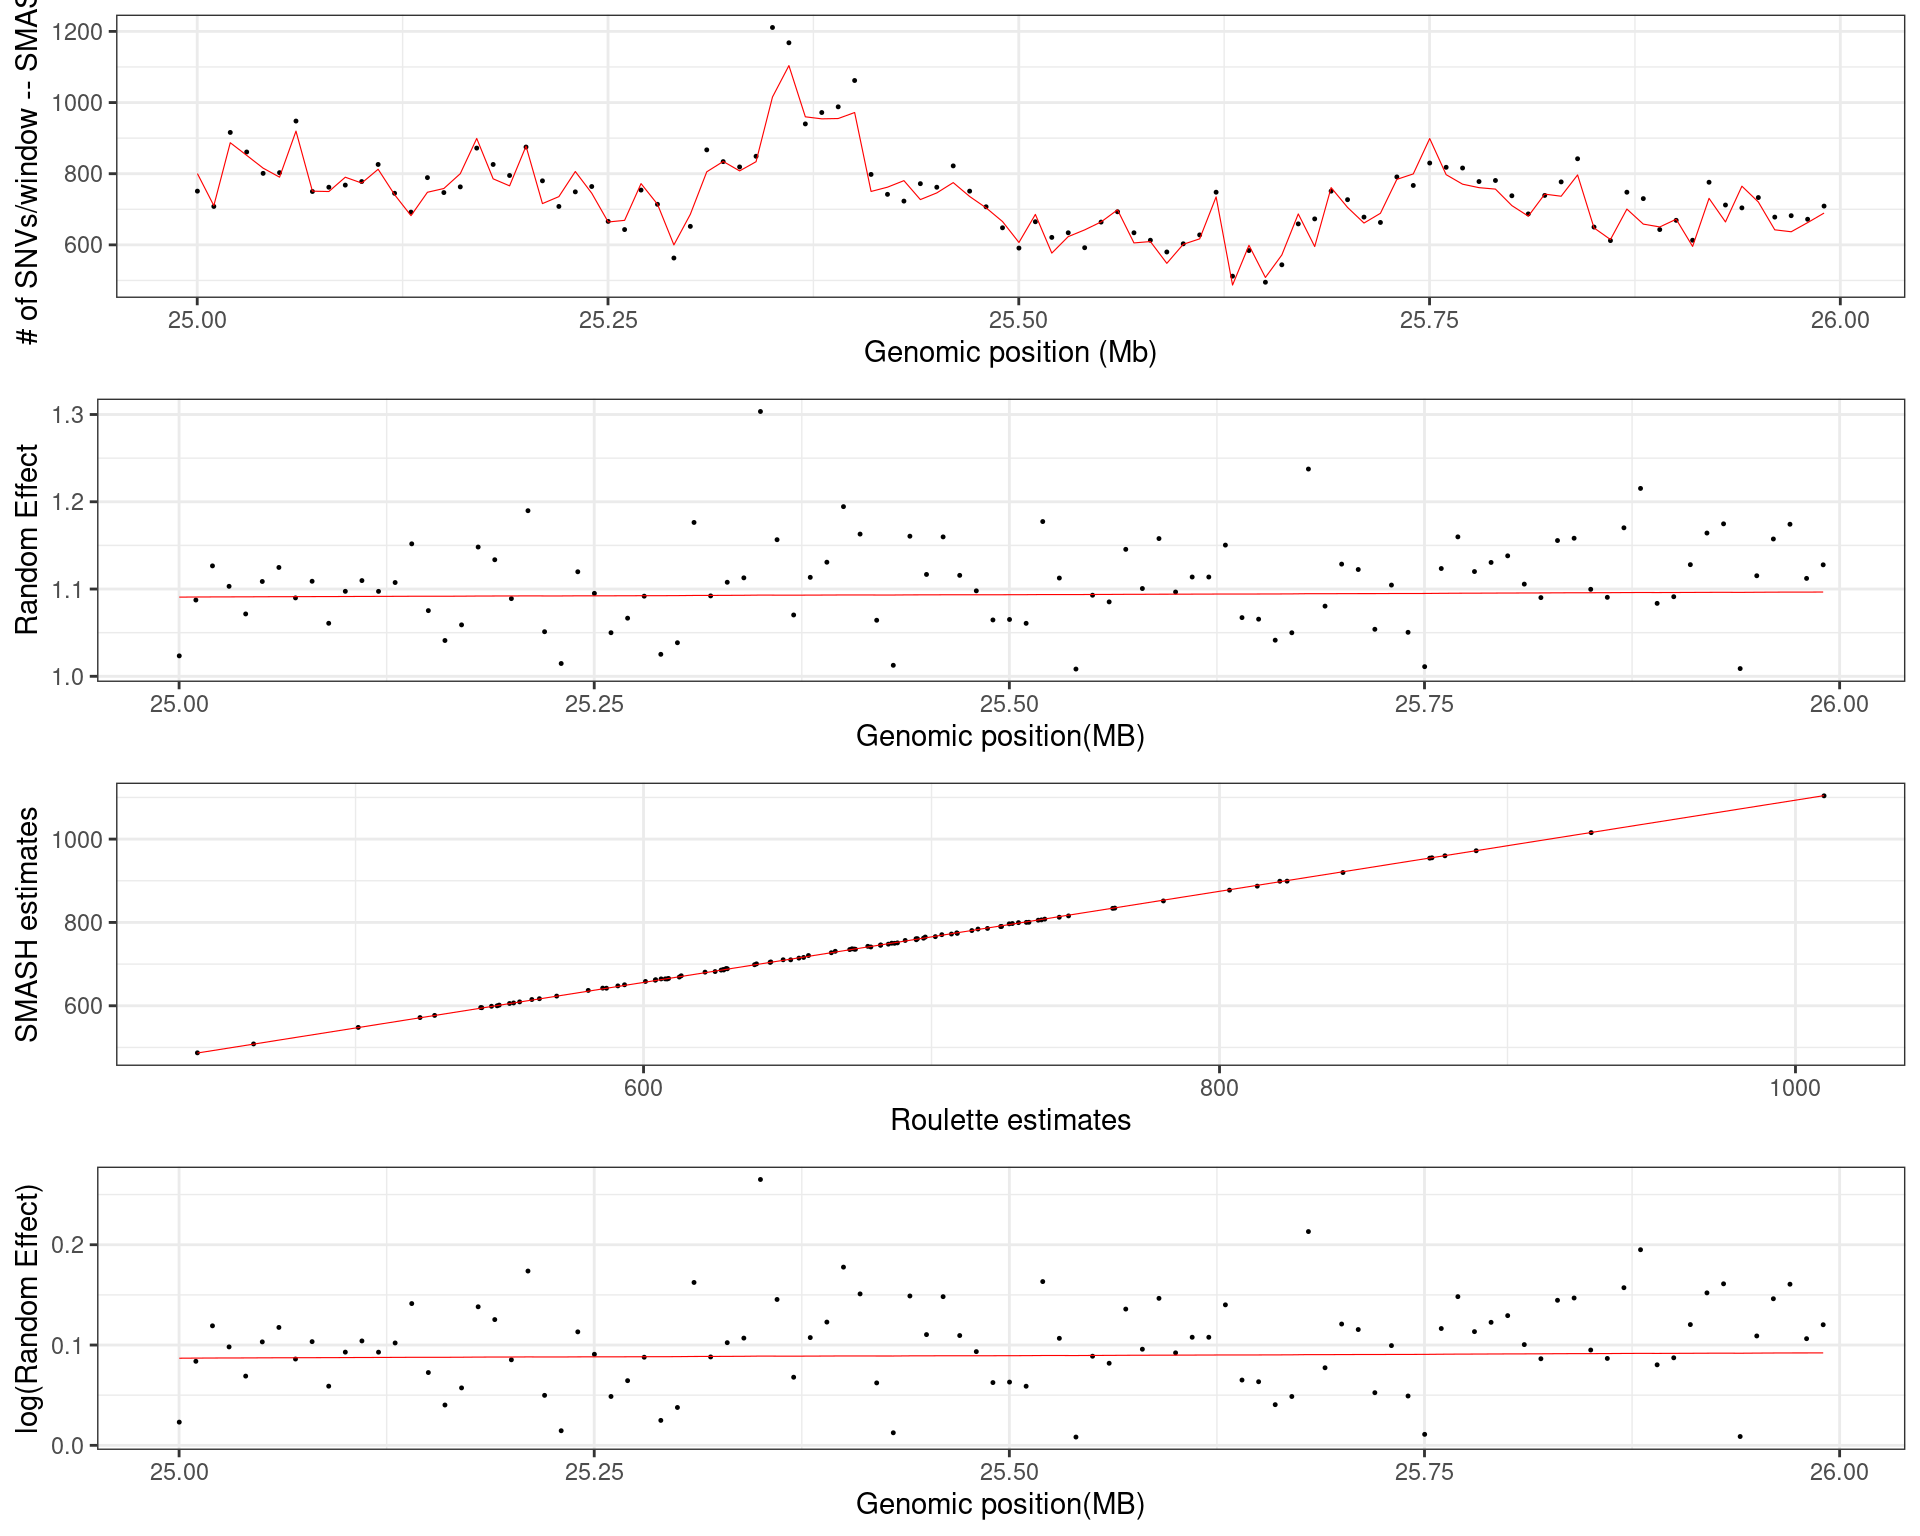 # of SNVs/window -- SMAS
1200
1000
800
600
25.00 25.25 25.50 25.75 26.00
Genomic position (Mb)
Random Effect
1.3
1.2
1.1
1.0
25.00 25.25 25.50 25.75 26.00
Genomic position(MB)
SMASH estimates
1000
800
600
600 800 1000
Roulette estimates
log(Random Effect)
0.2
0.1
0.0
25.00 25.25 25.50 25.75 26.00
Genomic position(MB)